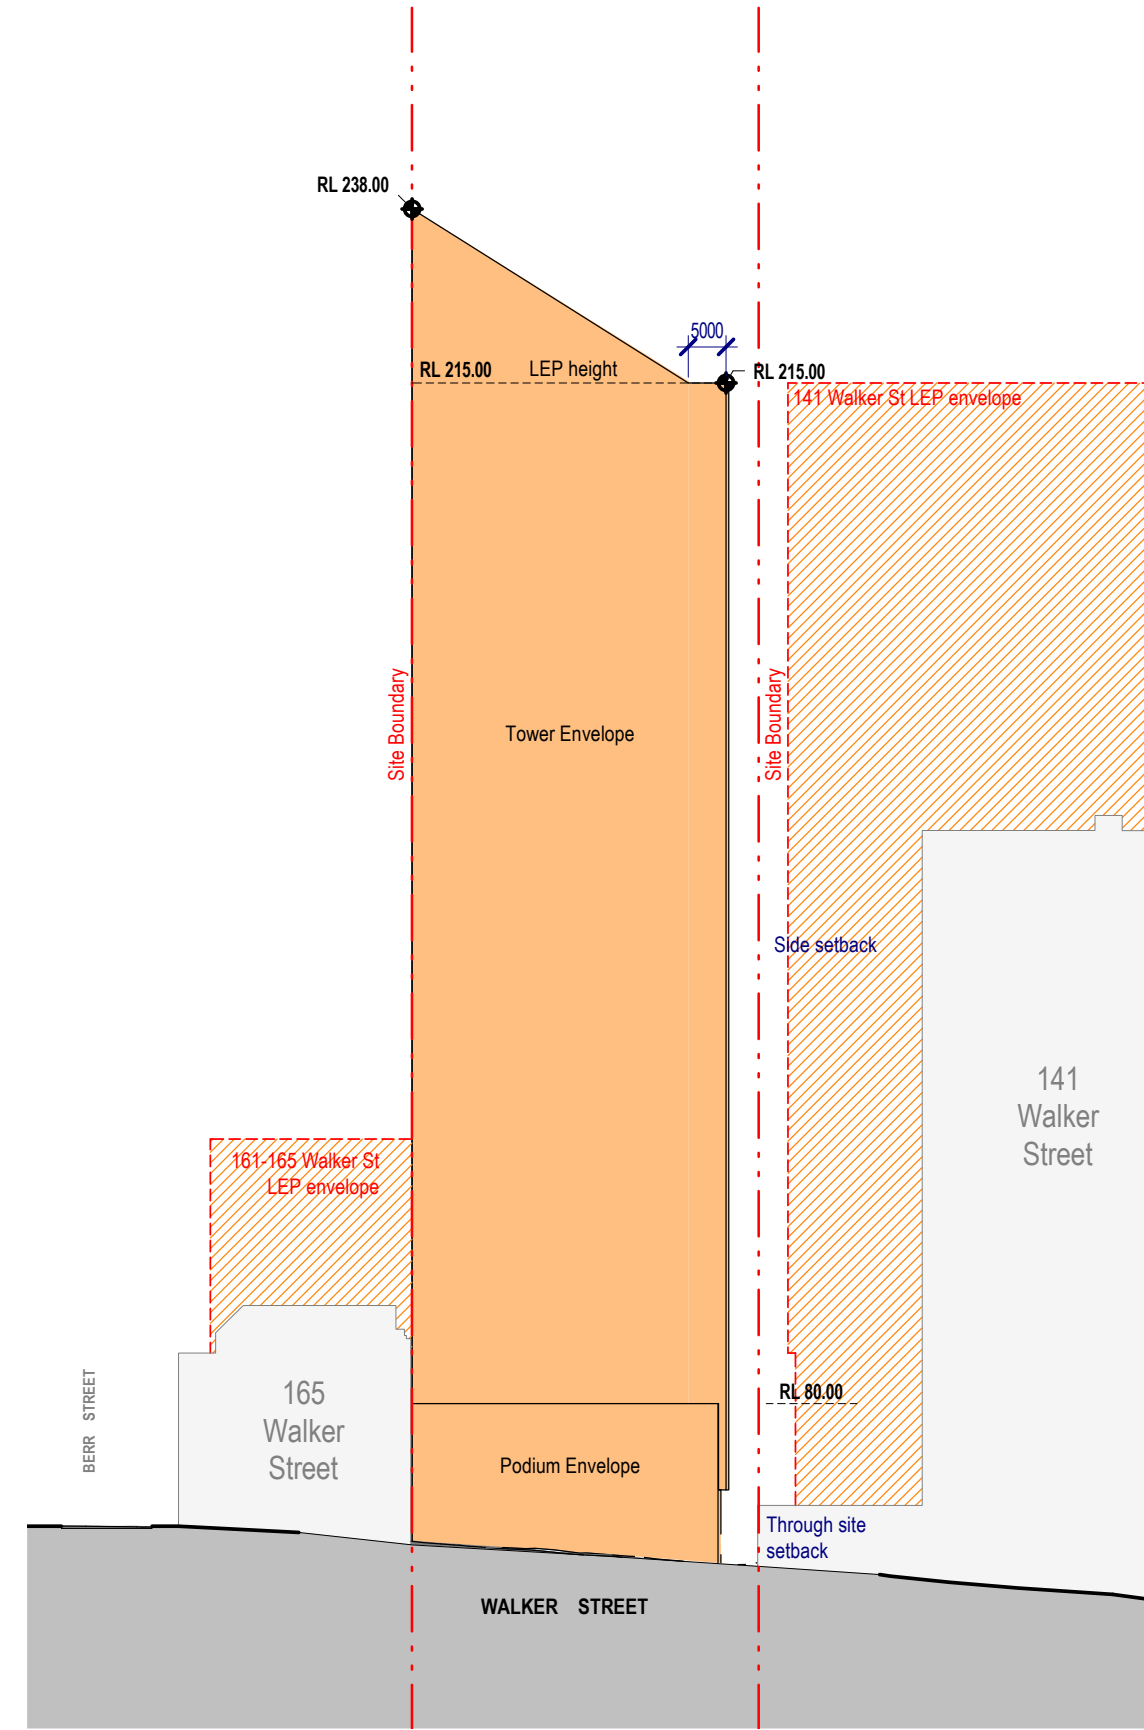 RL 238.00
5000
RL 215.00
LEP height
RL 215.00
141 Walker St LEP envelope
Site Boundary
Site Boundary
Tower Envelope
Side setback
141
Walker
Street
161-165 Walker St
LEP envelope
165
Walker
Street
BERR STREET
RL 80.00
Podium Envelope
Through site
setback
WALKER STREET